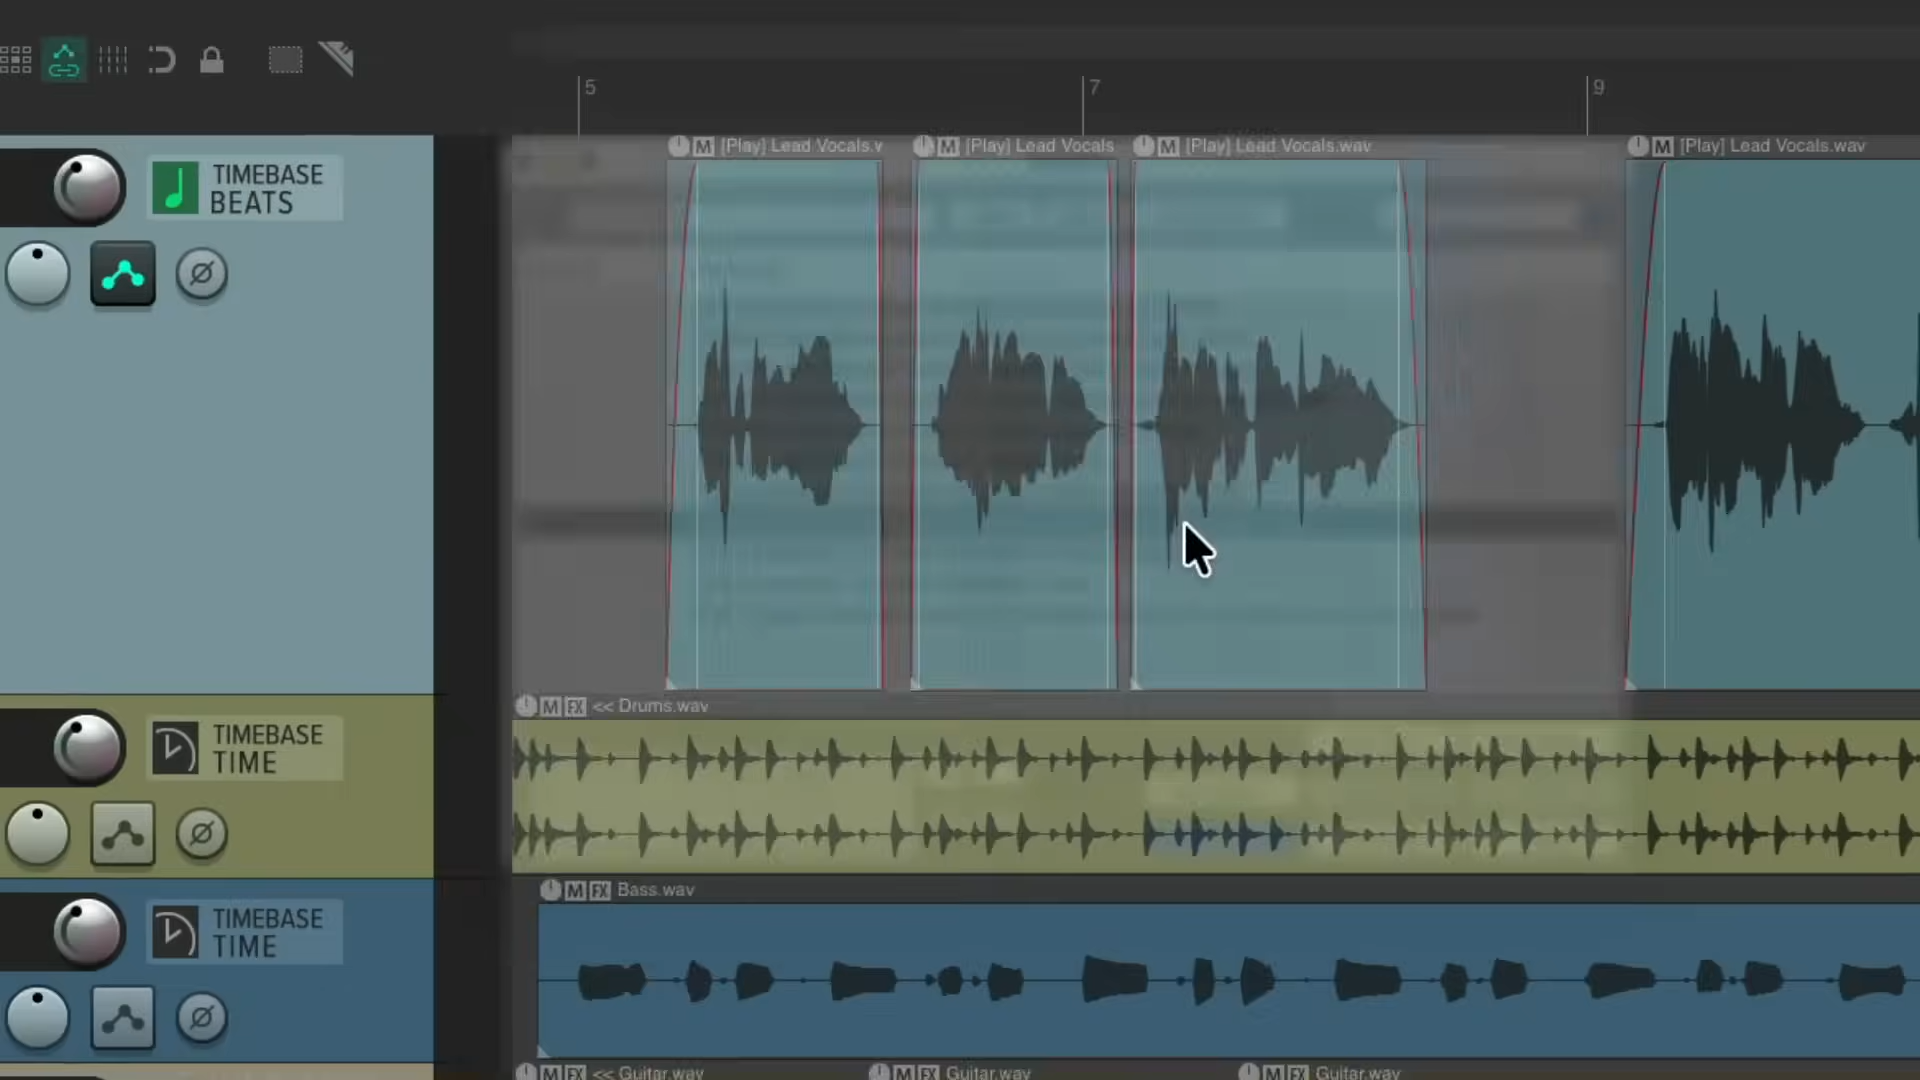 5
7
9
M [Play] Lead Vocals.v
M [Play] Lead Vocals
M [Play] Lead Vocals.wav
M [Play] Lead Vocals.wav
TIMEBASE
BEATS
M FX << Drums.wav
TIMEBASE
TIME
M FX Bass.wav
TIMEBASE
TIME
M FX << Guitar.wav
M FX Guitar.wav
M FX Guitar.wav